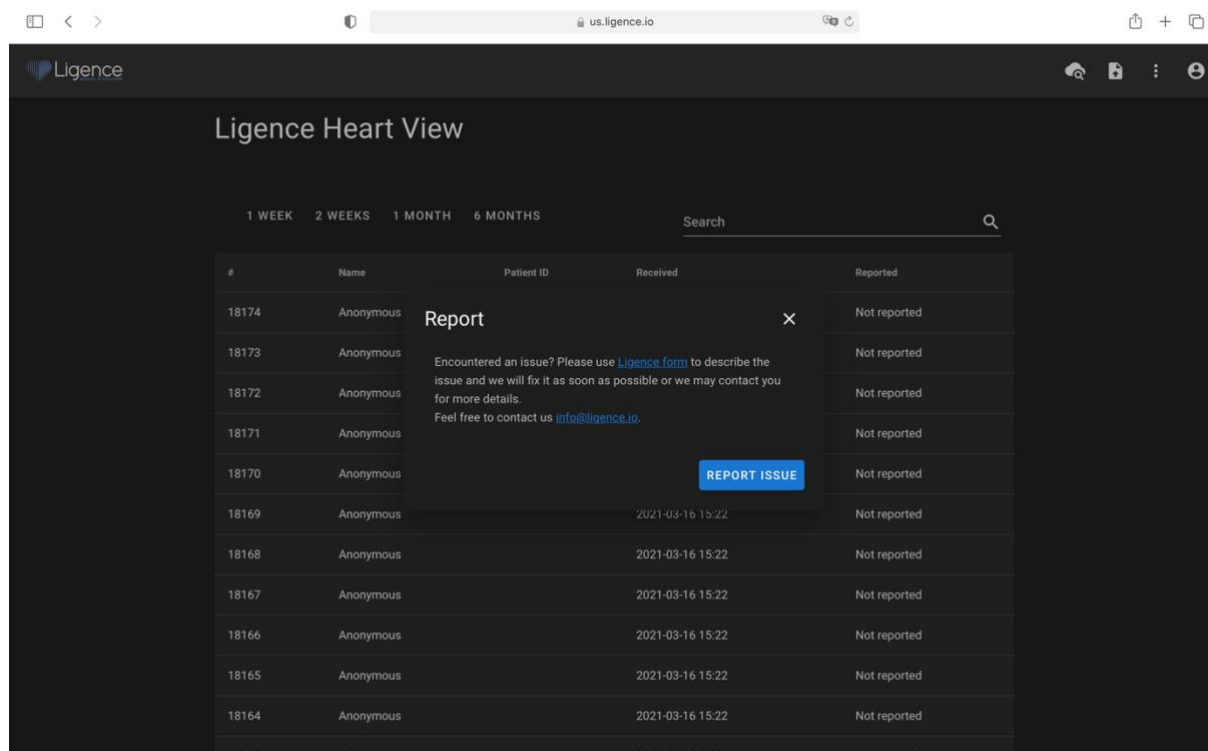 us.ligence.io
Ligence
Ligence Heart View
1 WEEK 2 WEEKS 1 MONTH 6 MONTHS Search
# Name Patient ID Received Reported
18174 Anonymous Not reported
18173 Anonymous Not reported
18172 Anonymous Not reported
18171 Anonymous Not reported
18170 Anonymous Not reported
18169 Anonymous 2021-03-16 15:22 Not reported
18168 Anonymous 2021-03-16 15:22 Not reported
18167 Anonymous 2021-03-16 15:22 Not reported
18166 Anonymous 2021-03-16 15:22 Not reported
18165 Anonymous 2021-03-16 15:22 Not reported
18164 Anonymous 2021-03-16 15:22 Not reported
Report
Encountered an issue? Please use Ligence form to describe the
issue and we will fix it as soon as possible or we may contact you
for more details.
Feel free to contact us info@ligence.io.
REPORT ISSUE